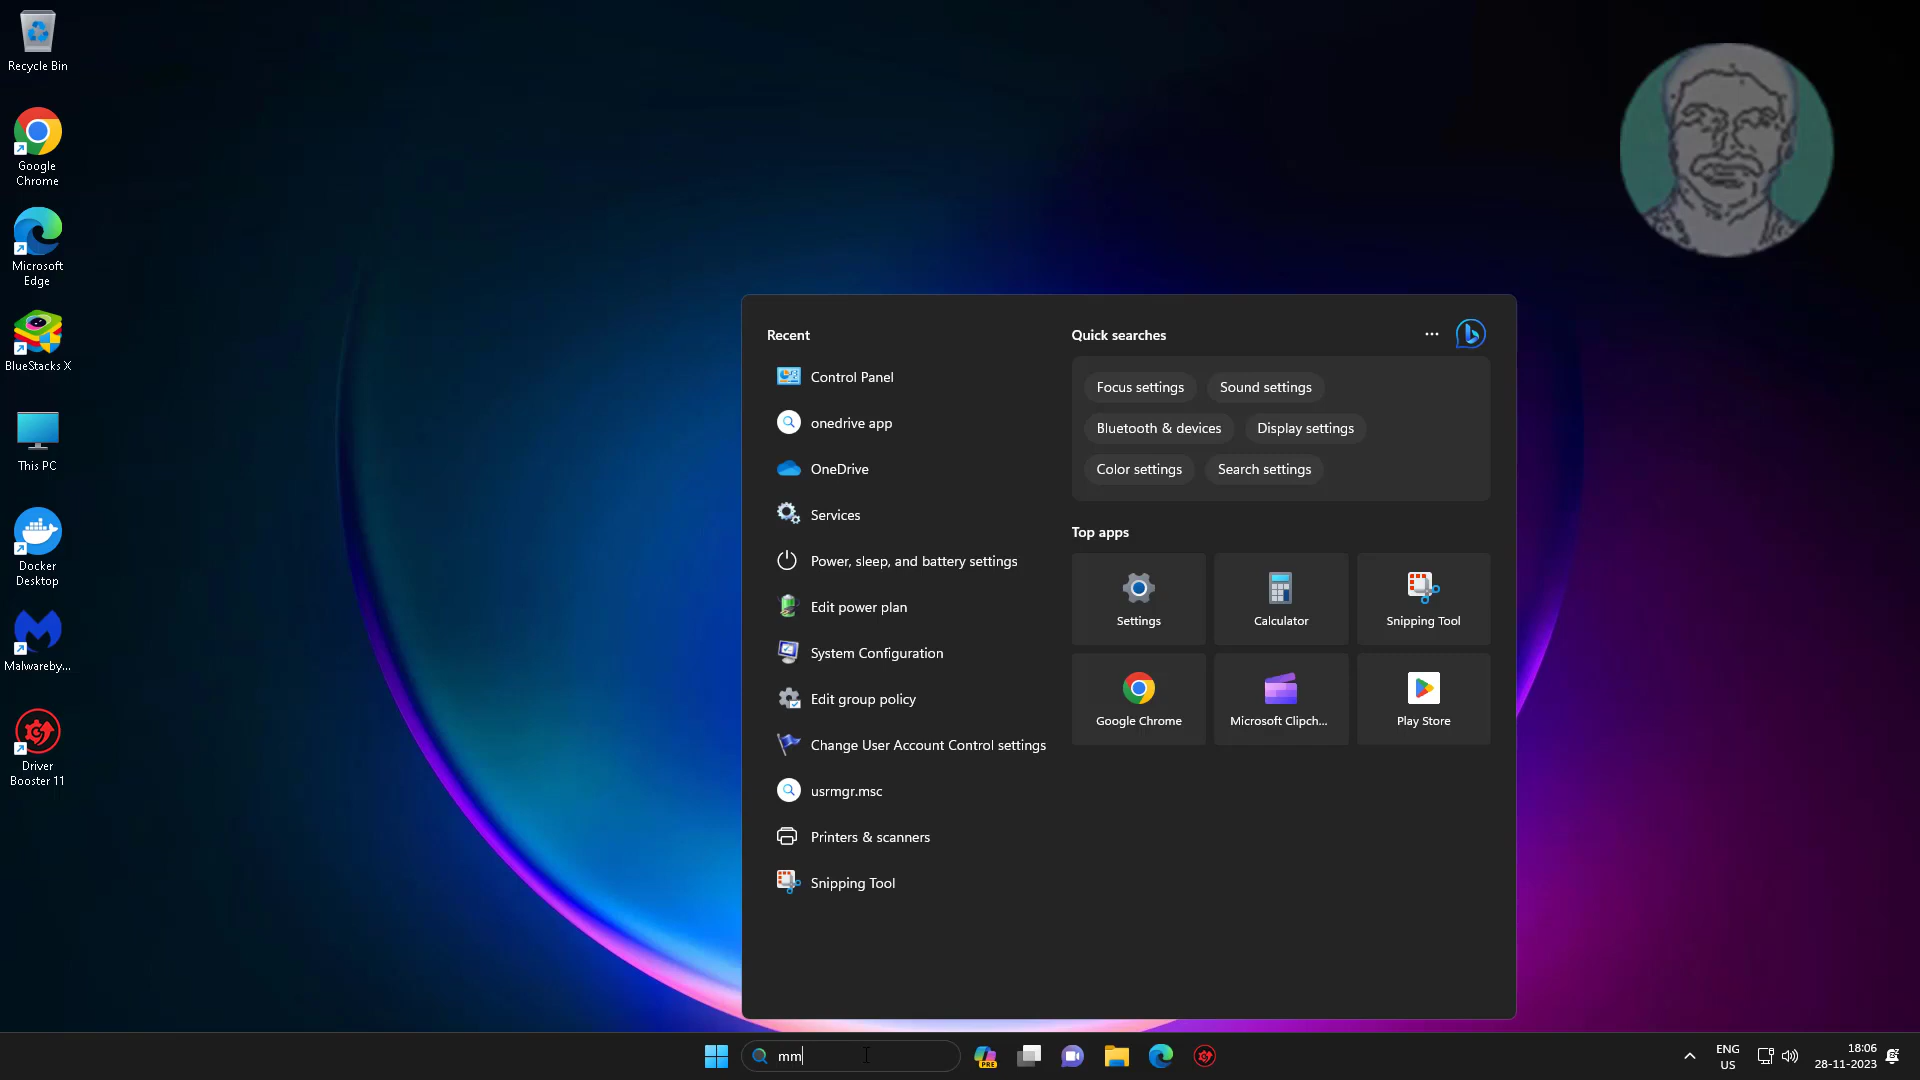 Recycle Bin
Google
Chrome
Microsoft
Edge
BlueStacks X
This PC
Docker
Desktop
Malwareby...
Driver
Booster 11
Recent
Control Panel
onedrive app
OneDrive
Services
Power, sleep, and battery settings
Edit power plan
System Configuration
Edit group policy
Change User Account Control settings
usrmgr.msc
Printers & scanners
Snipping Tool
Quick searches
Focus settings
Sound settings
Bluetooth & devices
Display settings
Color settings
Search settings
Top apps
Settings
Calculator
Snipping Tool
Google Chrome
Microsoft Clipch...
Play Store
mm
PRE
ENG
US
18:06
28-11-2023